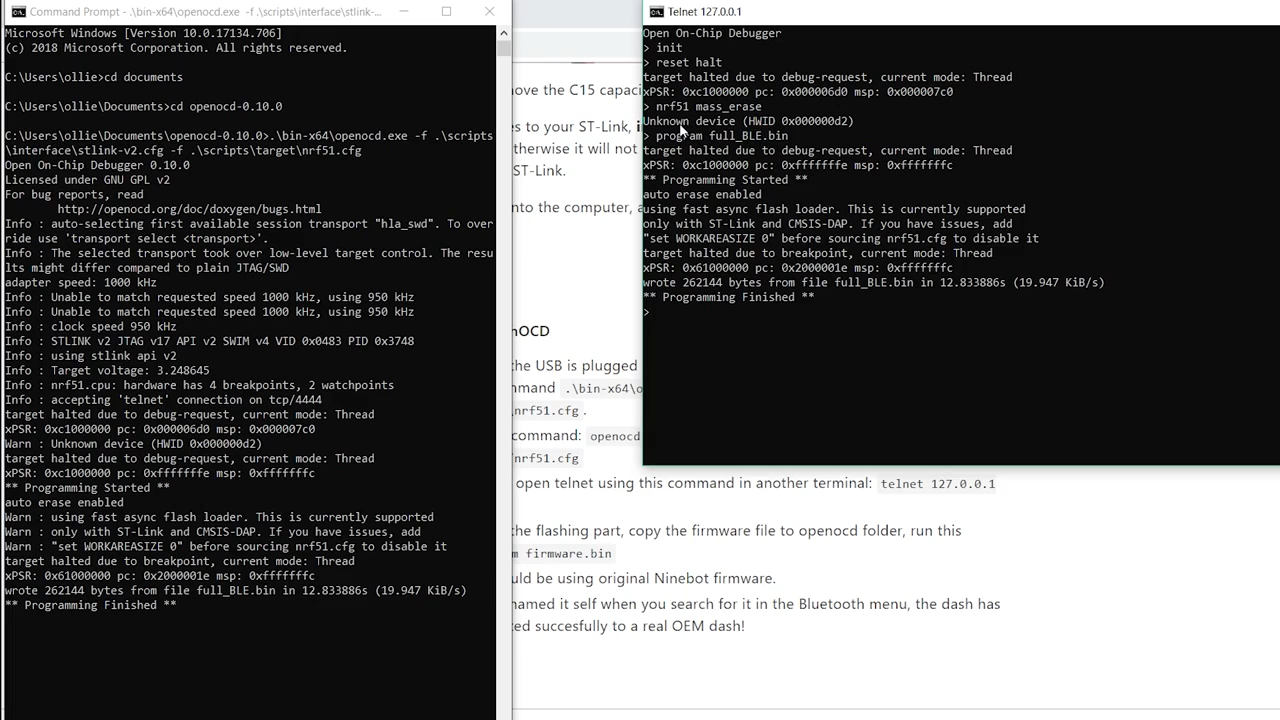 Command Prompt - .\bin-x64\openocd.exe -f .\scripts\interface\stlink-...
Microsoft Windows [Version 10.0.17134.706]
(c) 2018 Microsoft Corporation. All rights reserved.
C:\Users\ollie>cd documents
C:\Users\ollie\Documents>cd openocd-0.10.0
C:\Users\ollie\Documents\openocd-0.10.0>.\bin-x64\openocd.exe -f .\scripts
\interface\stlink-v2.cfg -f .\scripts\target\nrf51.cfg
Open On-Chip Debugger 0.10.0
Licensed under GNU GPL v2
For bug reports, read
http://openocd.org/doc/doxygen/bugs.html
Info : auto-selecting first available session transport "hla_swd". To over
ride use 'transport select <transport>'.
Info : The selected transport took over low-level target control. The resu
lts might differ compared to plain JTAG/SWD
adapter speed: 1000 kHz
Info : Unable to match requested speed 1000 kHz, using 950 kHz
Info : Unable to match requested speed 1000 kHz, using 950 kHz
Info : clock speed 950 kHz
Info : STLINK v2 JTAG v17 API v2 SWIM v4 VID 0x0483 PID 0x3748
Info : using stlink api v2
Info : Target voltage: 3.248645
Info : nrf51.cpu: hardware has 4 breakpoints, 2 watchpoints
Info : accepting 'telnet' connection on tcp/4444
target halted due to debug-request, current mode: Thread
xPSR: 0xc1000000 pc: 0x000006d0 msp: 0x000007c0
Warn : Unknown device (HWID 0x000000d2)
target halted due to debug-request, current mode: Thread
xPSR: 0xc1000000 pc: 0xfffffffe msp: 0xfffffffc
** Programming Started **
auto erase enabled
Warn : using fast async flash loader. This is currently supported
Warn : only with ST-Link and CMSIS-DAP. If you have issues, add
Warn : "set WORKAREASIZE 0" before sourcing nrf51.cfg to disable it
target halted due to breakpoint, current mode: Thread
xPSR: 0x61000000 pc: 0x2000001e msp: 0xfffffffc
wrote 262144 bytes from file full_BLE.bin in 12.833886s (19.947 KiB/s)
** Programming Finished **
Telnet 127.0.0.1
Open On-Chip Debugger
> init
> reset halt
target halted due to debug-request, current mode: Thread
xPSR: 0xc1000000 pc: 0x000006d0 msp: 0x000007c0
> nrf51 mass_erase
Unknown device (HWID 0x000000d2)
> program full_BLE.bin
target halted due to debug-request, current mode: Thread
xPSR: 0xc1000000 pc: 0xfffffffe msp: 0xfffffffc
** Programming Started **
auto erase enabled
using fast async flash loader. This is currently supported
only with ST-Link and CMSIS-DAP. If you have issues, add
"set WORKAREASIZE 0" before sourcing nrf51.cfg to disable it
target halted due to breakpoint, current mode: Thread
xPSR: 0x61000000 pc: 0x2000001e msp: 0xfffffffc
wrote 262144 bytes from file full_BLE.bin in 12.833886s (19.947 KiB/s)
** Programming Finished **
>
ove the C15 capaci
es to your ST-Link, i
therwise it will not
ST-Link.
nto the computer, a
nOCD
the USB is plugged
mmand .\bin-x64\o
nrf51.cfg .
command: openocd
/nrf51.cfg
open telnet using this command in another terminal: telnet 127.0.0.1
the flashing part, copy the firmware file to openocd folder, run this
m firmware.bin
uld be using original Ninebot firmware.
named it self when you search for it in the Bluetooth menu, the dash has
ed succesfully to a real OEM dash!